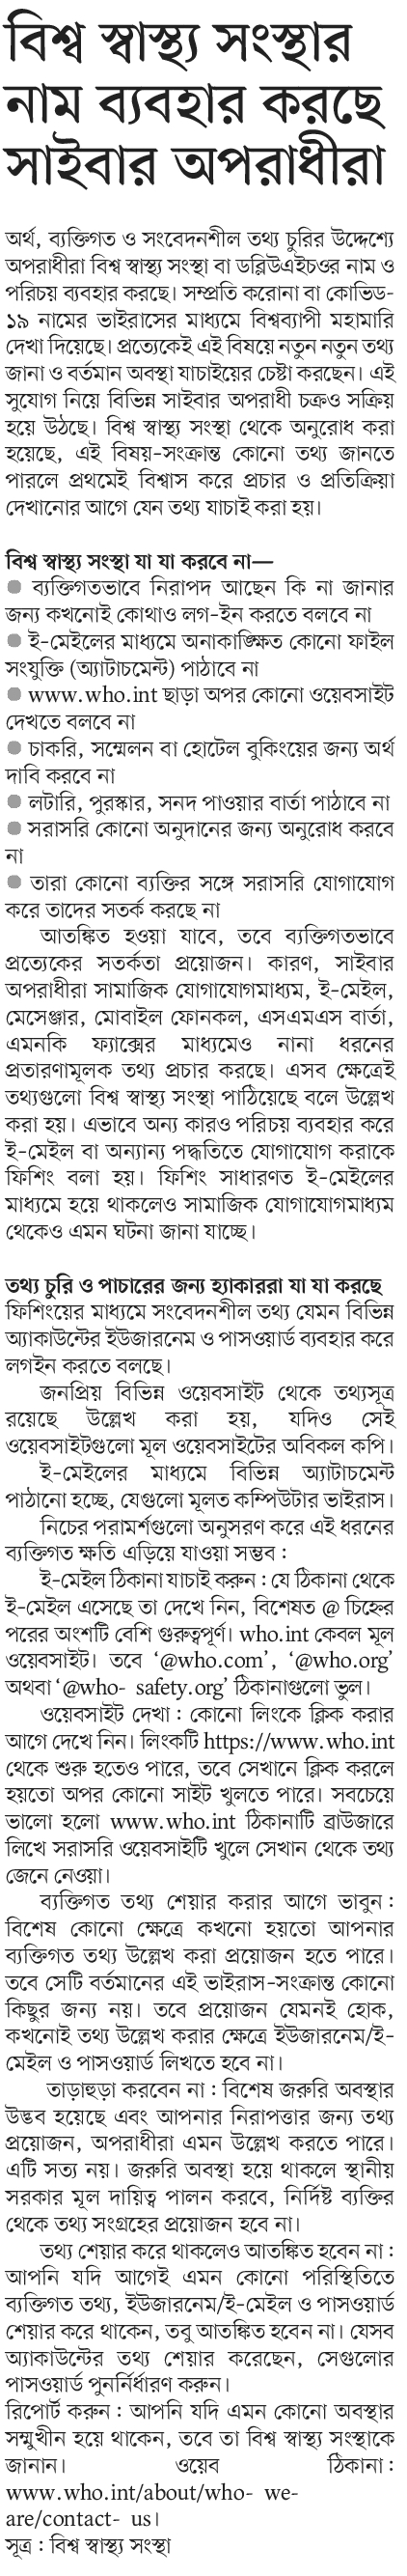 বিশ্ব স্বাস্থ্য সংস্থার
নাম ব্যবহার করছে
সাইবার অপরাধীরা
অর্থ, ব্যক্তিগত ও সংবেদনশীল তথ্য চুরির উদ্দেশ্যে
অপরাধীরা বিশ্ব স্বাস্থ্য সংস্থা বা ডব্লিউএইচওর নাম ও
পরিচয় ব্যবহার করছে। সম্প্রতি করোনা বা কোভিড-
১৯ নামের ভাইরাসের মাধ্যমে বিশ্বব্যাপী মহামারি
দেখা দিয়েছে। প্রত্যেকেই এই বিষয়ে নতুন নতুন তথ্য
জানা ও বর্তমান অবস্থা যাচাইয়ের চেষ্টা করছেন। এই
সুযোগ নিয়ে বিভিন্ন সাইবার অপরাধী চক্রও সক্রিয়
হয়ে উঠছে। বিশ্ব স্বাস্থ্য সংস্থা থেকে অনুরোধ করা
হয়েছে, এই বিষয়-সংক্রান্ত কোনো তথ্য জানতে
পারলে প্রথমেই বিশ্বাস করে প্রচার ও প্রতিক্রিয়া
দেখানোর আগে যেন তথ্য যাচাই করা হয়।
বিশ্ব স্বাস্থ্য সংস্থা যা যা করবে না—
● ব্যক্তিগতভাবে নিরাপদ আছেন কি না জানার
জন্য কখনোই কোথাও লগ-ইন করতে বলবে না
● ই-মেইলের মাধ্যমে অনাকাঙ্ক্ষিত কোনো ফাইল
সংযুক্তি (অ্যাটাচমেন্ট) পাঠাবে না
● www.who.int ছাড়া অপর কোনো ওয়েবসাইট
দেখতে বলবে না
● চাকরি, সম্মেলন বা হোটেল বুকিংয়ের জন্য অর্থ
দাবি করবে না
● লটারি, পুরস্কার, সনদ পাওয়ার বার্তা পাঠাবে না
● সরাসরি কোনো অনুদানের জন্য অনুরোধ করবে
না
● তারা কোনো ব্যক্তির সঙ্গে সরাসরি যোগাযোগ
করে তাদের সতর্ক করছে না
আতঙ্কিত হওয়া যাবে, তবে ব্যক্তিগতভাবে
প্রত্যেকের সতর্কতা প্রয়োজন। কারণ, সাইবার
অপরাধীরা সামাজিক যোগাযোগমাধ্যম, ই-মেইল,
মেসেঞ্জার, মোবাইল ফোনকল, এসএমএস বার্তা,
এমনকি ফ্যাক্সের মাধ্যমেও নানা ধরনের
প্রতারণামূলক তথ্য প্রচার করছে। এসব ক্ষেত্রেই
তথ্যগুলো বিশ্ব স্বাস্থ্য সংস্থা পাঠিয়েছে বলে উল্লেখ
করা হয়। এভাবে অন্য কারও পরিচয় ব্যবহার করে
ই-মেইল বা অন্যান্য পদ্ধতিতে যোগাযোগ করাকে
ফিশিং বলা হয়। ফিশিং সাধারণত ই-মেইলের
মাধ্যমে হয়ে থাকলেও সামাজিক যোগাযোগমাধ্যম
থেকেও এমন ঘটনা জানা যাচ্ছে।
তথ্য চুরি ও পাচারের জন্য হ্যাকাররা যা যা করছে
ফিশিংয়ের মাধ্যমে সংবেদনশীল তথ্য যেমন বিভিন্ন
অ্যাকাউন্টের ইউজারনেম ও পাসওয়ার্ড ব্যবহার করে
লগইন করতে বলছে।
জনপ্রিয় বিভিন্ন ওয়েবসাইট থেকে তথ্যসূত্র
রয়েছে উল্লেখ করা হয়, যদিও সেই
ওয়েবসাইটগুলো মূল ওয়েবসাইটের অবিকল কপি।
ই-মেইলের মাধ্যমে বিভিন্ন অ্যাটাচমেন্ট
পাঠানো হচ্ছে, যেগুলো মূলত কম্পিউটার ভাইরাস।
নিচের পরামর্শগুলো অনুসরণ করে এই ধরনের
ব্যক্তিগত ক্ষতি এড়িয়ে যাওয়া সম্ভব :
ই-মেইল ঠিকানা যাচাই করুন : যে ঠিকানা থেকে
ই-মেইল এসেছে তা দেখে নিন, বিশেষত @ চিহ্নের
পরের অংশটি বেশি গুরুত্বপূর্ণ। who.int কেবল মূল
ওয়েবসাইট। তবে ‘@who.com’, ‘@who.org’
অথবা ‘@who- safety.org’ ঠিকানাগুলো ভুল।
ওয়েবসাইট দেখা : কোনো লিংকে ক্লিক করার
আগে দেখে নিন। লিংকটি https://www.who.int
থেকে শুরু হতেও পারে, তবে সেখানে ক্লিক করলে
হয়তো অপর কোনো সাইট খুলতে পারে। সবচেয়ে
ভালো হলো www.who.int ঠিকানাটি ব্রাউজারে
লিখে সরাসরি ওয়েবসাইটি খুলে সেখান থেকে তথ্য
জেনে নেওয়া।
ব্যক্তিগত তথ্য শেয়ার করার আগে ভাবুন :
বিশেষ কোনো ক্ষেত্রে কখনো হয়তো আপনার
ব্যক্তিগত তথ্য উল্লেখ করা প্রয়োজন হতে পারে।
তবে সেটি বর্তমানের এই ভাইরাস-সংক্রান্ত কোনো
কিছুর জন্য নয়। তবে প্রয়োজন যেমনই হোক,
কখনোই তথ্য উল্লেখ করার ক্ষেত্রে ইউজারনেম/ই-
মেইল ও পাসওয়ার্ড লিখতে হবে না।
তাড়াহুড়া করবেন না : বিশেষ জরুরি অবস্থার
উদ্ভব হয়েছে এবং আপনার নিরাপত্তার জন্য তথ্য
প্রয়োজন, অপরাধীরা এমন উল্লেখ করতে পারে।
এটি সত্য নয়। জরুরি অবস্থা হয়ে থাকলে স্থানীয়
সরকার মূল দায়িত্ব পালন করবে, নির্দিষ্ট ব্যক্তির
থেকে তথ্য সংগ্রহের প্রয়োজন হবে না।
তথ্য শেয়ার করে থাকলেও আতঙ্কিত হবেন না :
আপনি যদি আগেই এমন কোনো পরিস্থিতিতে
ব্যক্তিগত তথ্য, ইউজারনেম/ই-মেইল ও পাসওয়ার্ড
শেয়ার করে থাকেন, তবু আতঙ্কিত হবেন না। যেসব
অ্যাকাউন্টের তথ্য শেয়ার করেছেন, সেগুলোর
পাসওয়ার্ড পুনর্নির্ধারণ করুন।
রিপোর্ট করুন : আপনি যদি এমন কোনো অবস্থার
সম্মুখীন হয়ে থাকেন, তবে তা বিশ্ব স্বাস্থ্য সংস্থাকে
জানান। ওয়েব ঠিকানা :
www.who.int/about/who- we-
are/contact- us।
সূত্র : বিশ্ব স্বাস্থ্য সংস্থা